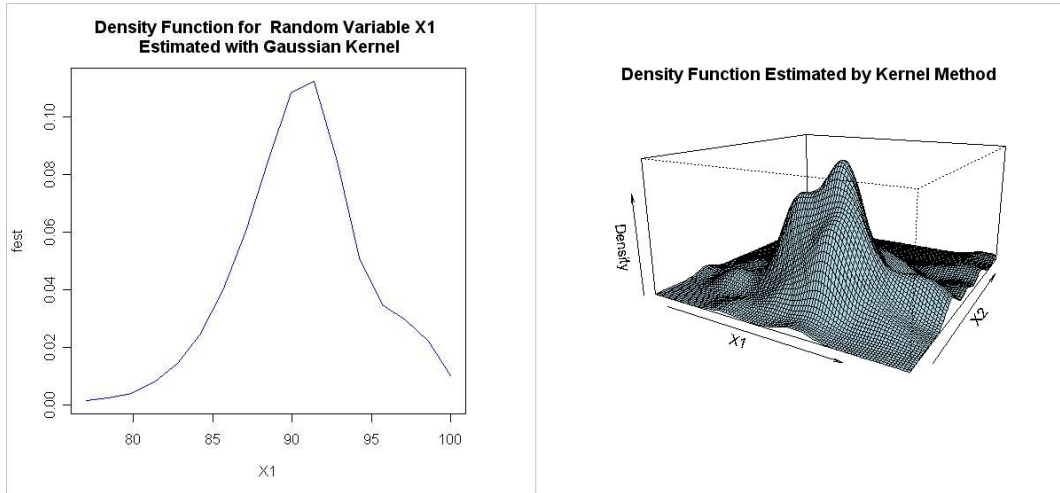 Density Function for Random Variable X1
Estimated with Gaussian Kernel
fest
0.10
0.08
0.06
0.04
0.02
0.00
80
85
90
95
100
X1
Density Function Estimated by Kernel Method
Density
X1
X2